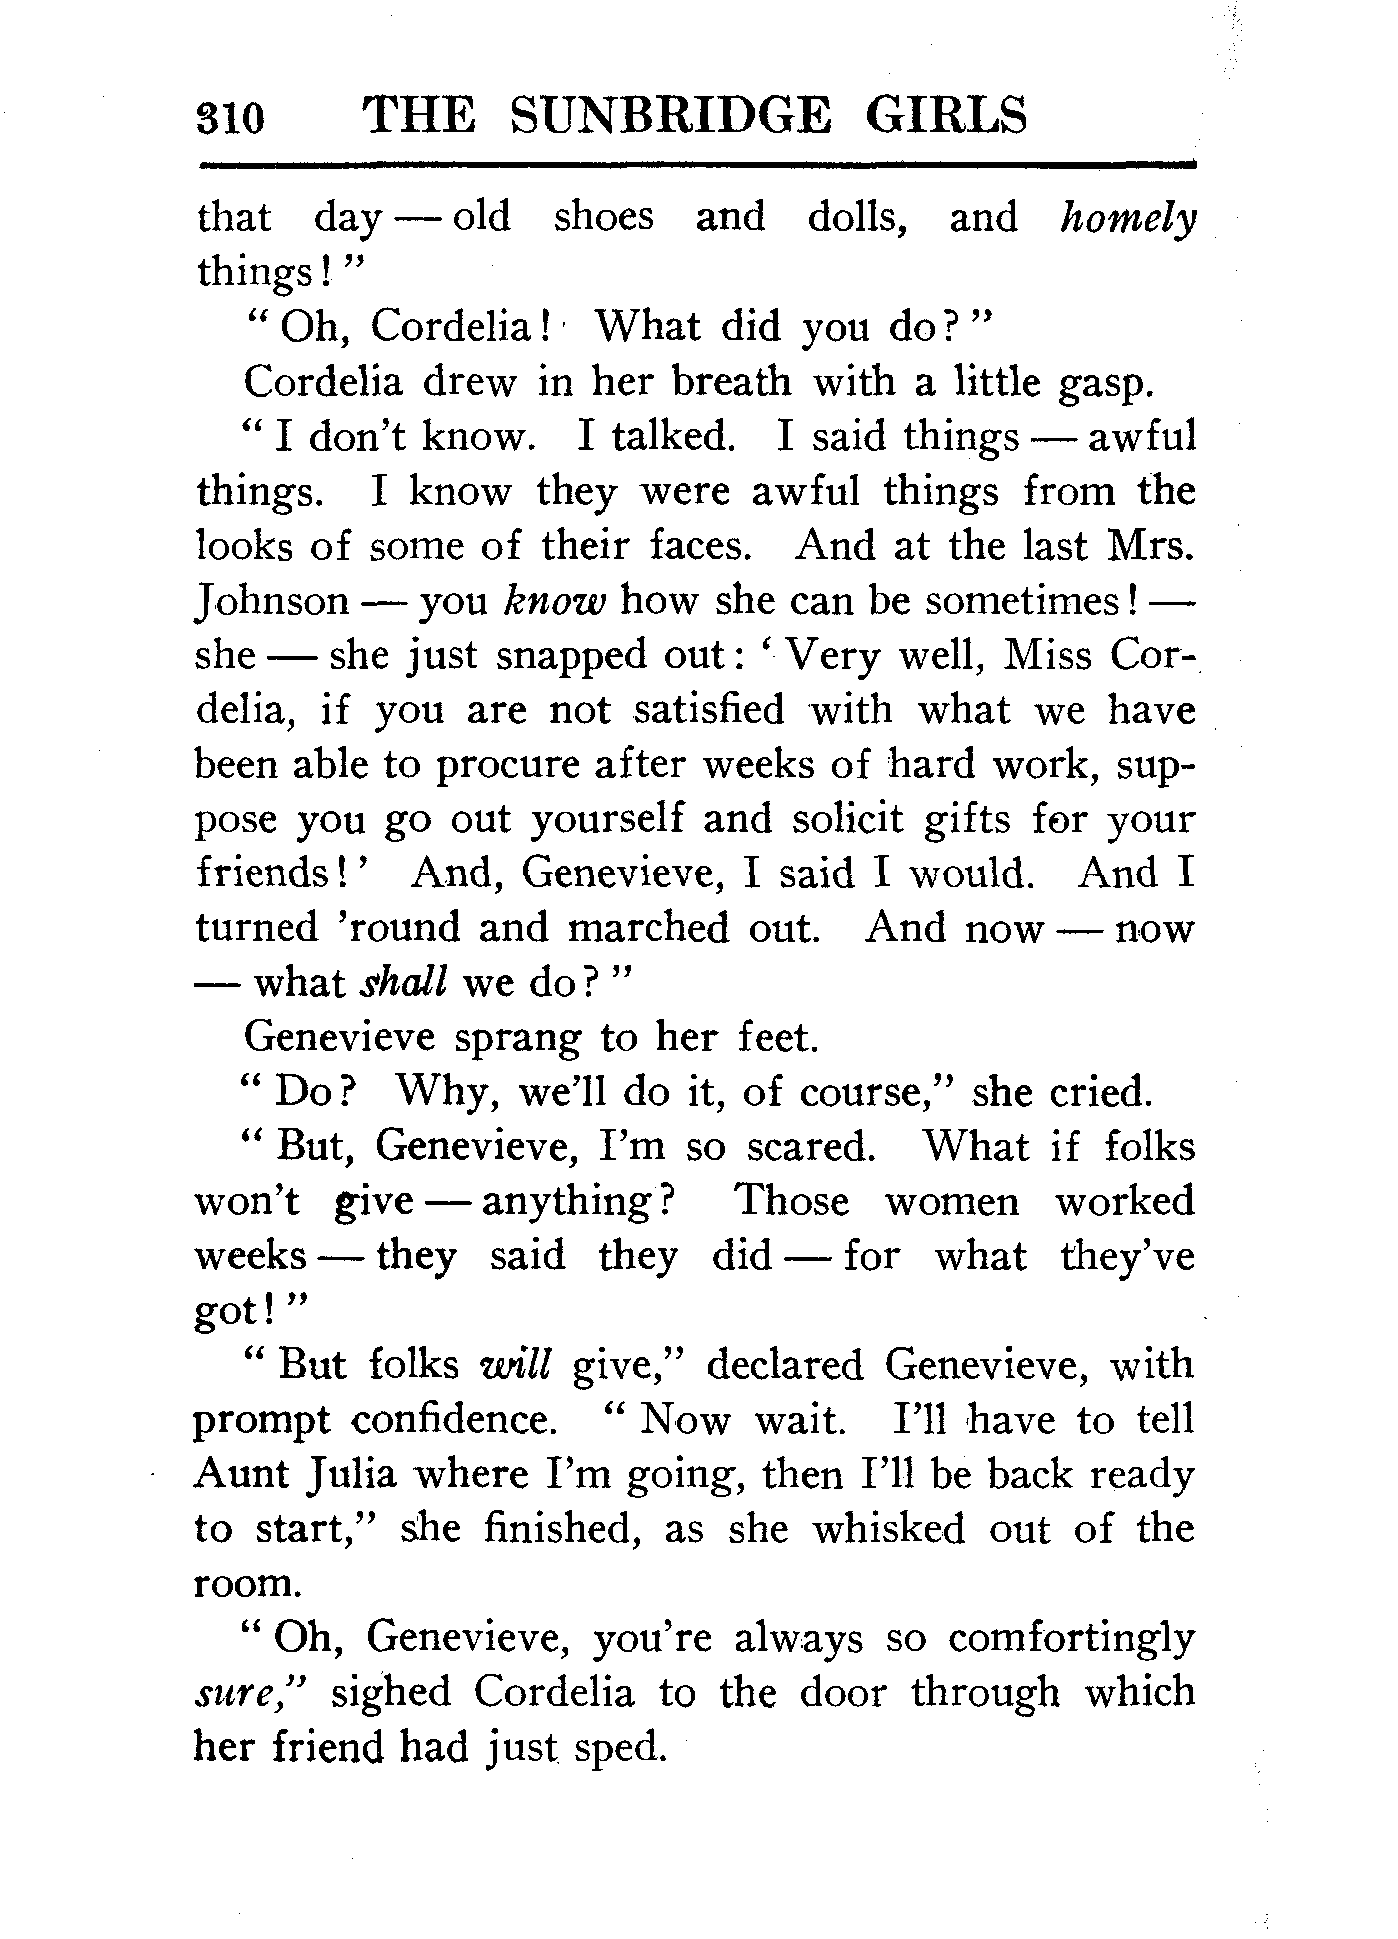 310 THE SUNBRIDGE GIRLS
that day — old shoes and dolls, and homely
things! ”
“ Oh, Cordelia! What did you do? ”
Cordelia drew in her breath with a little gasp.
“ I don’t know. I talked. I said things — awful
things. I know they were awful things from the
looks of some of their faces. And at the last Mrs.
Johnson — you know how she can be sometimes! —
she — she just snapped out: ‘ Very well, Miss Cor-
delia, if you are not satisfied with what we have
been able to procure after weeks of hard work, sup-
pose you go out yourself and solicit gifts for your
friends! ’ And, Genevieve, I said I would. And I
turned ’round and marched out. And now — now
— what shall we do? ”
Genevieve sprang to her feet.
“ Do? Why, we’ll do it, of course,” she cried.
“ But, Genevieve, I’m so scared. What if folks
won’t give — anything? Those women worked
weeks — they said they did — for what they’ve
got! ”
“ But folks will give,” declared Genevieve, with
prompt confidence. “ Now wait. I’ll have to tell
Aunt Julia where I’m going, then I’ll be back ready
to start,” she finished, as she whisked out of the
room.
“ Oh, Genevieve, you’re always so comfortingly
sure,” sighed Cordelia to the door through which
her friend had just sped.